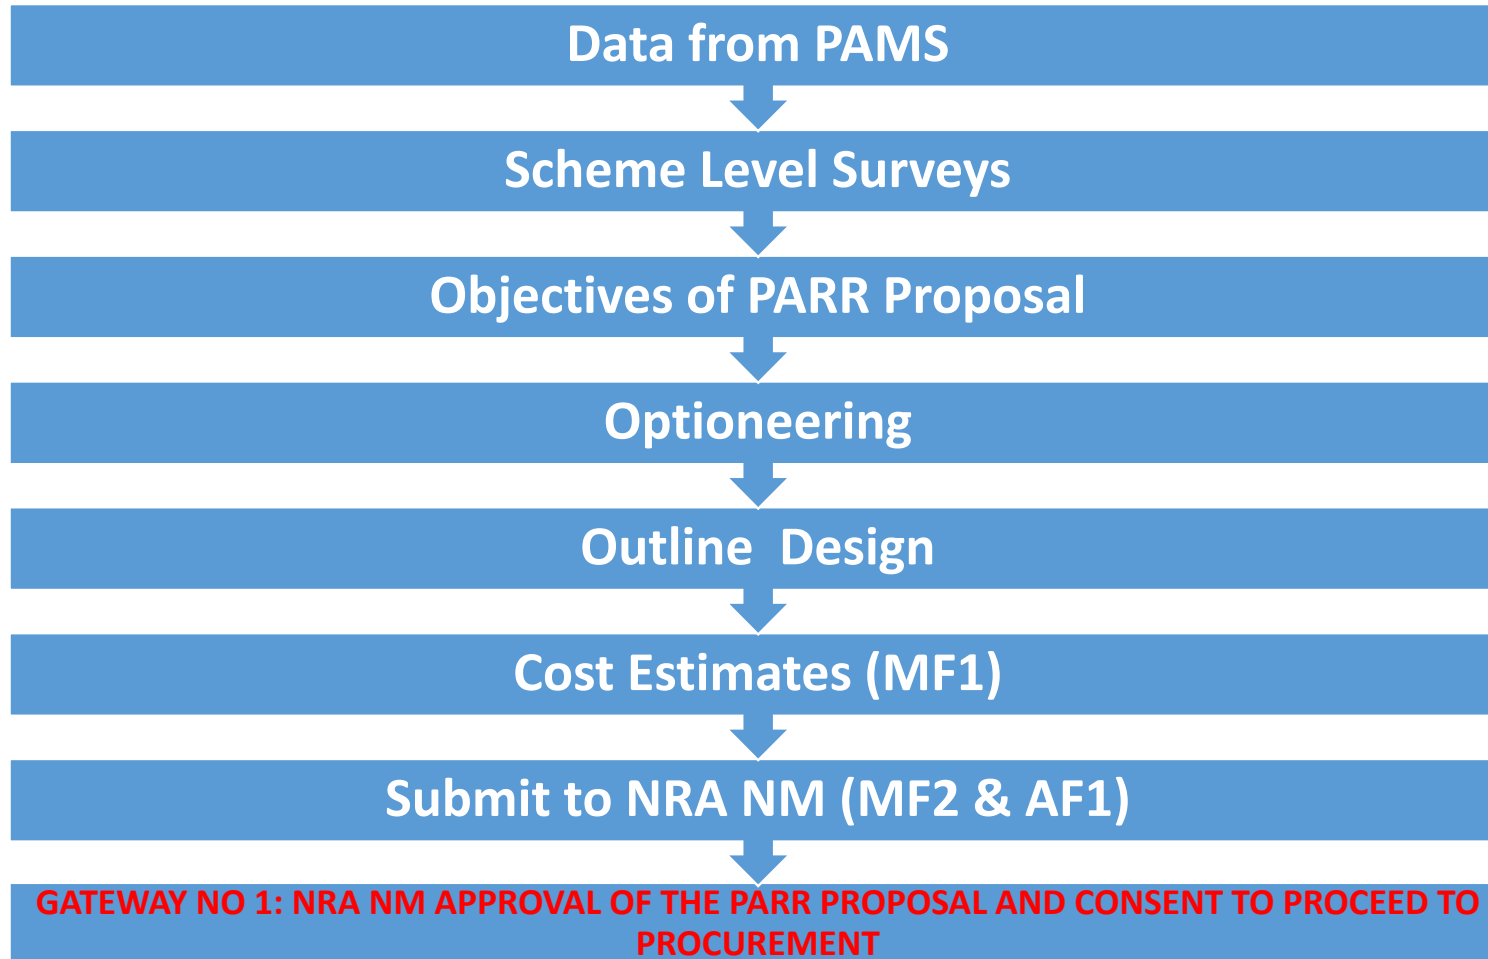 Data from PAMS
Scheme Level Surveys
Objectives of PARR Proposal
Optioneering
Outline  Design
Cost Estimates (MF1)
Submit to NRA NM (MF2 & AF1)
GATEWAY NO 1: NRA NM APPROVAL OF THE PARR PROPOSAL AND CONSENT TO PROCEED TO
PROCUREMENT